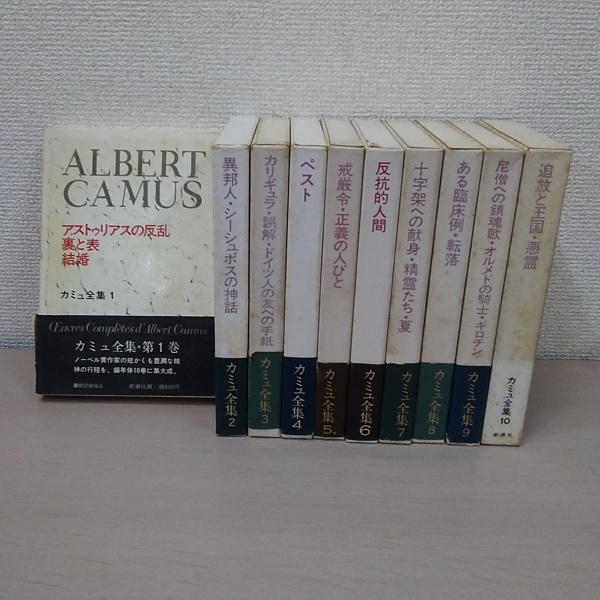 ALBERT
CAMUS
アストゥリアスの反乱
裏と表
結婚
カミュ全集 1
Œuvres Complètes d'Albert Camus
カミュ全集・第1巻
ノーベル賞作家の短かくも豊潤な精
神の行程を、編年体10巻に集大成。
新潮社版/価850円
異邦人・シーシュポスの神話
カミュ全集 2
カリギュラ・誤解・ドイツ人の友への手紙
カミュ全集 3
ペスト
カミュ全集 4
戒厳令・正義の人びと
カミュ全集 5
反抗的人間
カミュ全集 6
十字架への献身・精霊たち・夏
カミュ全集 7
ある臨床例・転落
カミュ全集 8
尼僧への鎮魂歌・オルメドの騎士・ギロチン
カミュ全集 9
追放と王国・悪霊
カミュ全集 10
新潮社